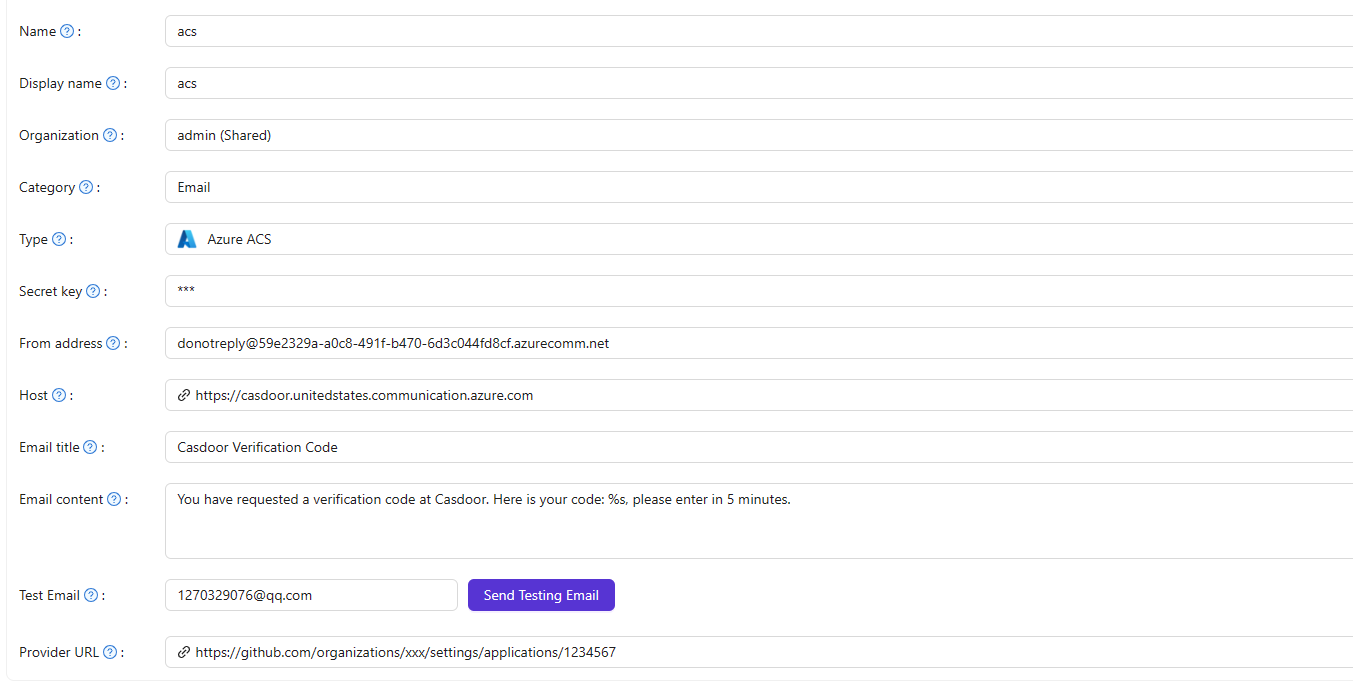 Name ? : acs
Display name ? : acs
Organization ? : admin (Shared)
Category ? : Email
Type ? : Azure ACS
Secret key ? : ***
From address ? : donotreply@59e2329a-a0c8-491f-b470-6d3c044fd8cf.azurecomm.net
Host ? : https://casdoor.unitedstates.communication.azure.com
Email title ? : Casdoor Verification Code
Email content ? : You have requested a verification code at Casdoor. Here is your code: %s, please enter in 5 minutes.
Test Email ? : 1270329076@qq.com Send Testing Email
Provider URL ? : https://github.com/organizations/xxx/settings/applications/1234567